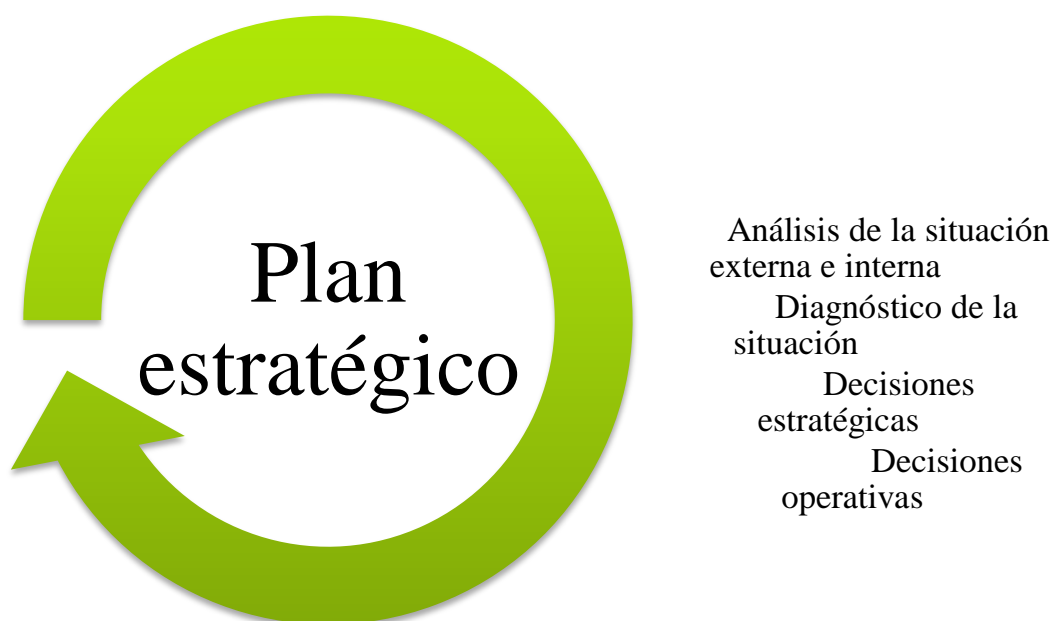 Plan
estratégico
Análisis de la situación
externa e interna
Diagnóstico de la
situación
Decisiones
estratégicas
Decisiones
operativas